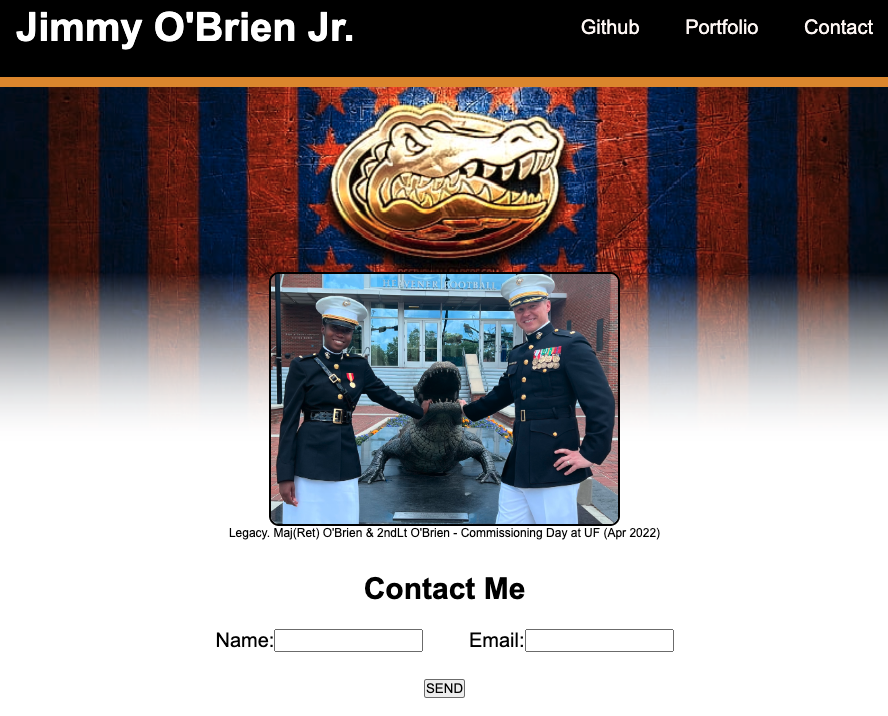 Jimmy O'Brien Jr.
Github Portfolio Contact
HEAVENER FOOTBALL
Legacy. Maj(Ret) O'Brien & 2ndLt O'Brien - Commissioning Day at UF (Apr 2022)
Contact Me
Name: Email:
SEND